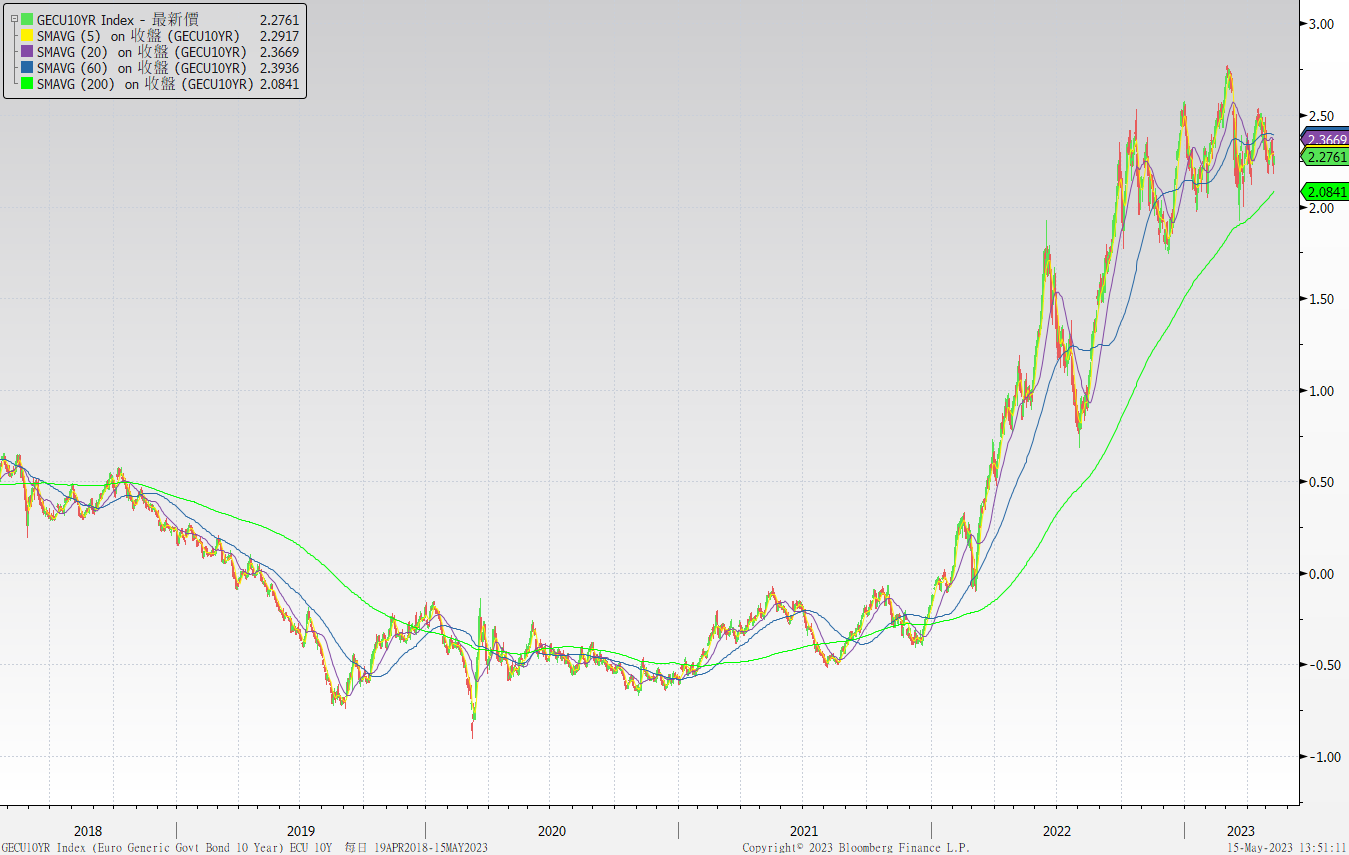 GECU10YR Index - 最新價 2.2761
SMAVG (5) on 收盤 (GECU10YR) 2.2917
SMAVG (20) on 收盤 (GECU10YR) 2.3669
SMAVG (60) on 收盤 (GECU10YR) 2.3936
SMAVG (200) on 收盤 (GECU10YR) 2.0841
3.00
2.50
2.3669
2.2761
2.0841
2.00
1.50
1.00
0.50
0.00
-0.50
-1.00
2018 2019 2020 2021 2022 2023
GECU10YR Index (Euro Generic Govt Bond 10 Year) ECU 10Y 每日 19APR2018-15MAY2023 Copyright© 2023 Bloomberg Finance L.P. 15-May-2023 13:51:11